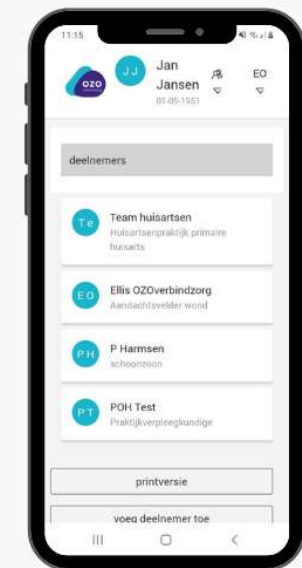 11:15
ozo
JJ
Jan
Jansen
01-05-1951
EO
deelnemers
Te
Team huisartsen
Huisartsenpraktijk primaire
huisarts
EO
Ellis OZOverbindzorg
Aandachtsvelder wond
PH
P Harmsen
schoonzoon
PT
POH Test
Praktijkverpleegkundige
printversie
voeg deelnemer toe